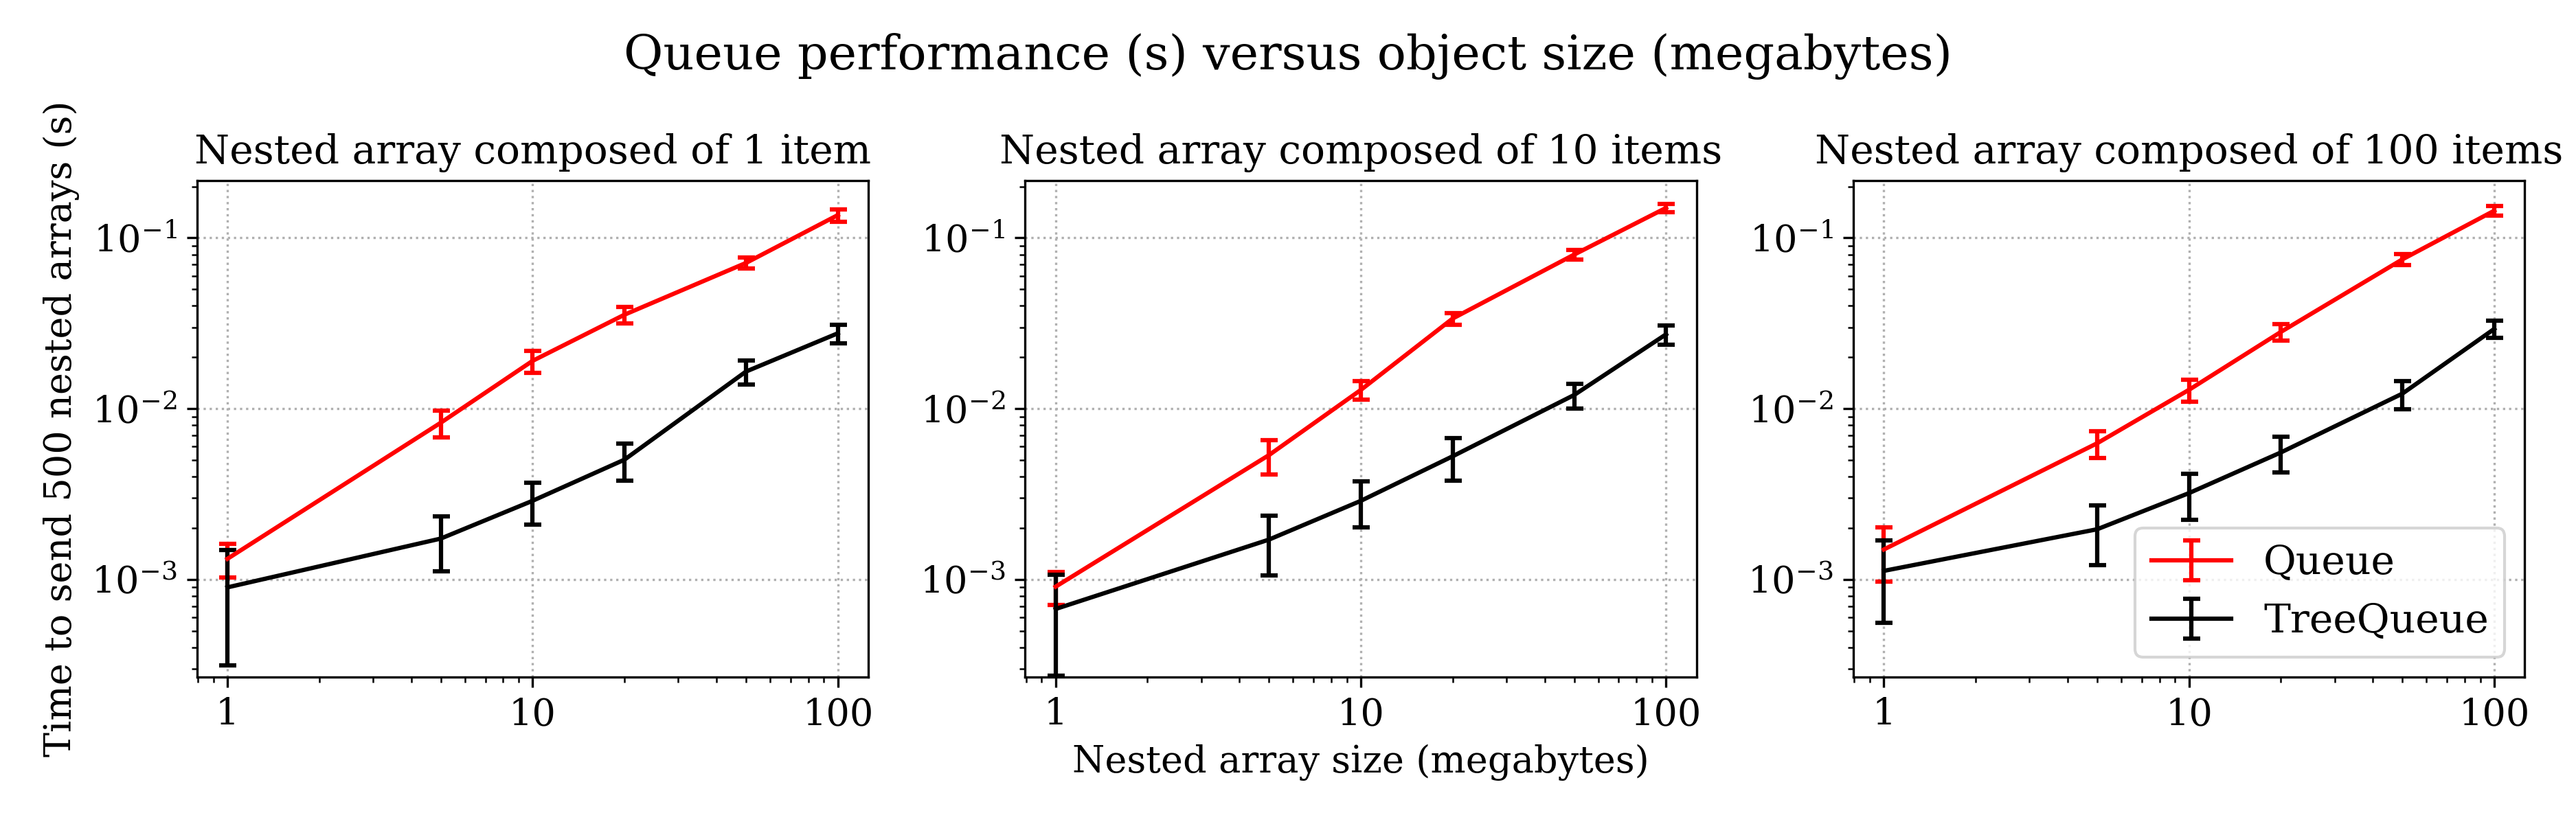 Queue performance (s) versus object size (megabytes)
Time to send 500 nested arrays (s)
Nested array composed of 1 item
10⁻¹
10⁻²
10⁻³
1 10 100
Nested array composed of 10 items
10⁻¹
10⁻²
10⁻³
1 10 100
Nested array size (megabytes)
Nested array composed of 100 items
10⁻¹
10⁻²
10⁻³
1 10 100
Queue
TreeQueue